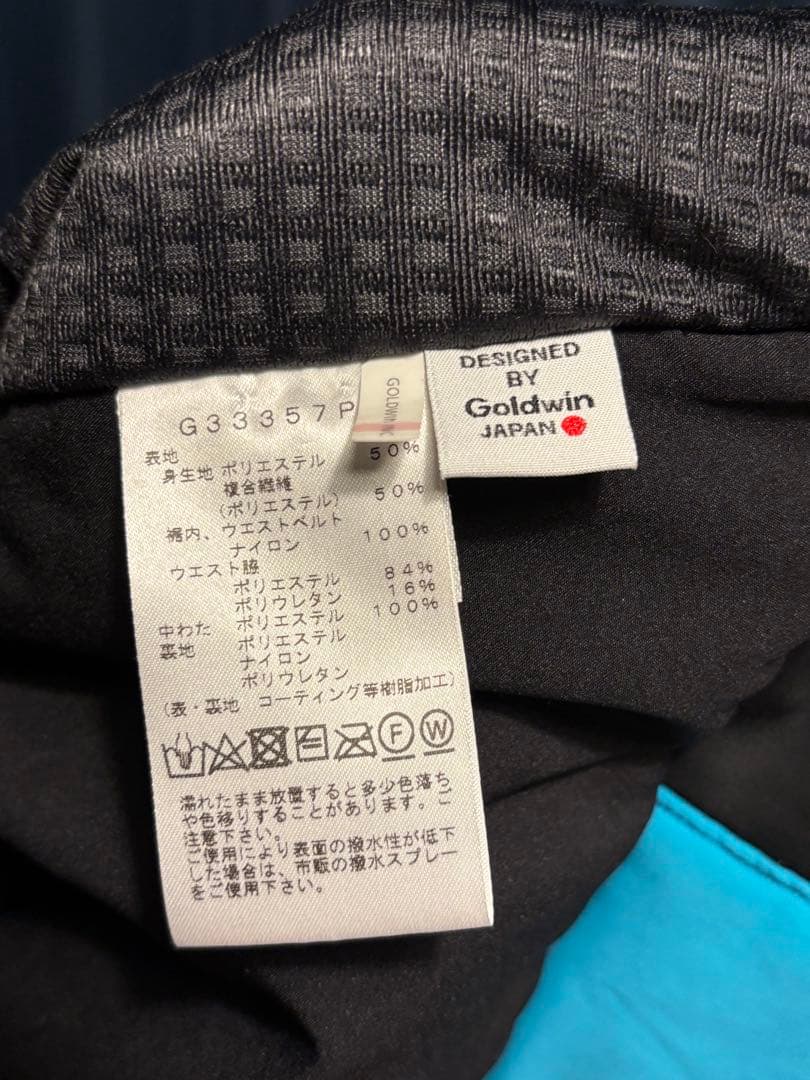 G33357P
GOLDWIN
DESIGNED
BY
Goldwin
JAPAN
表地
身生地 ポリエステル 50%
複合繊維
(ポリエステル) 50%
裾内、ウエストベルト
ナイロン 100%
ウエスト脇
ポリエステル 84%
ポリウレタン 16%
中わた ポリエステル 100%
裏地 ポリエステル
ナイロン
ポリウレタン
(表・裏地 コーティング等樹脂加工)
F W
濡れたまま放置すると多少色落ち
や色移りすることがあります。ご
注意下さい。
ご使用により表面の撥水性が低下
した場合は、市販の撥水スプレー
をご使用下さい。